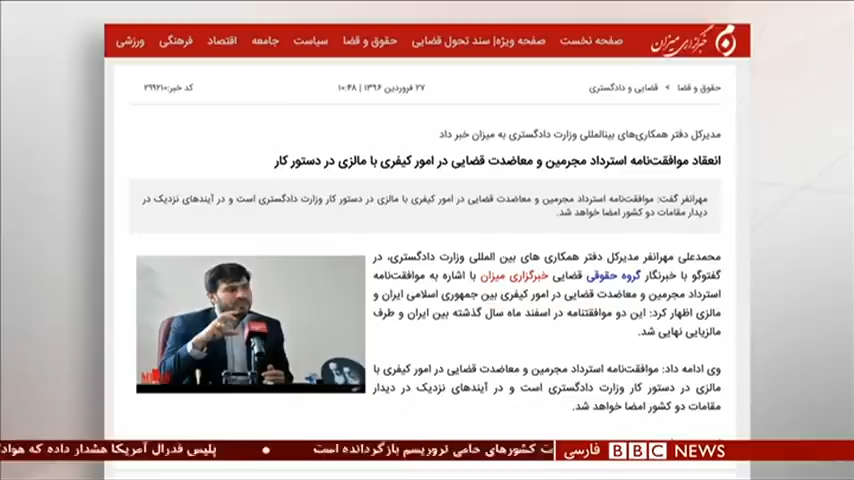 خبرگزاری میزان
صفحه نخست صفحه ویژه| سند تحول قضایی حقوق و قضا سیاست جامعه اقتصاد فرهنگی ورزشی
حقوق و قضا > قضایی و دادگستری ۲۷ فروردین ۱۳۹۶ | ۱۰:۴۸ کد خبر:۲۹۹۲۱۰
مدیرکل دفتر همکاری‌های بین‌المللی وزارت دادگستری به میزان خبر داد
انعقاد موافقت‌نامه استرداد مجرمین و معاضدت قضایی در امور کیفری با مالزی در دستور کار
مهرانفر گفت: موافقت‌نامه استرداد مجرمین و معاضدت قضایی در امور کیفری با مالزی در دستور کار وزارت دادگستری است و در آینده‌ای نزدیک در
دیدار مقامات دو کشور امضا خواهد شد.
محمدعلی مهرانفر مدیرکل دفتر همکاری های بین المللی وزارت دادگستری، در
گفتوگو با خبرنگار گروه حقوقی قضایی خبرگزاری میزان با اشاره به موافقت‌نامه
استرداد مجرمین و معاضدت قضایی در امور کیفری بین جمهوری اسلامی ایران و
مالزی اظهار کرد: این دو موافقتنامه در اسفند ماه سال گذشته بین ایران و طرف
مالزیایی نهایی شد.
وی ادامه داد: موافقت‌نامه استرداد مجرمین و معاضدت قضایی در امور کیفری با
مالزی در دستور کار وزارت دادگستری است و در آینده‌ای نزدیک در دیدار
مقامات دو کشور امضا خواهد شد.
BBC NEWS فارسی
ت کشورهای حامی تروریسم بازگردانده است • پلیس فدرال آمریکا هشدار داده که هواد